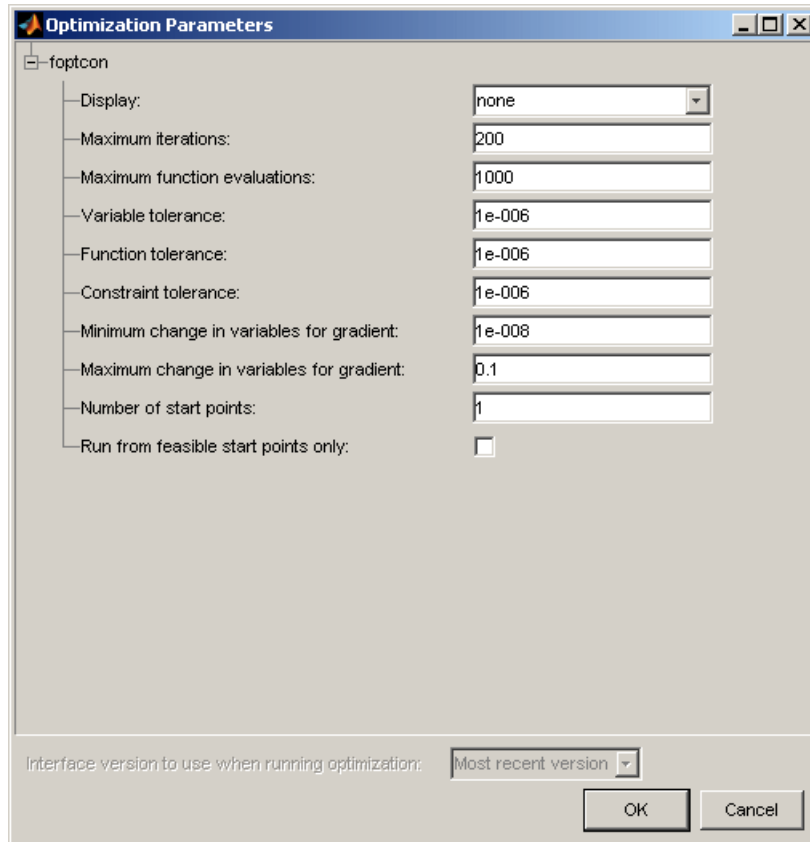 Optimization Parameters
foptcon
Display: none
Maximum iterations: 200
Maximum function evaluations: 1000
Variable tolerance: 1e-006
Function tolerance: 1e-006
Constraint tolerance: 1e-006
Minimum change in variables for gradient: 1e-008
Maximum change in variables for gradient: 0.1
Number of start points: 1
Run from feasible start points only:
Interface version to use when running optimization: Most recent version
OK Cancel